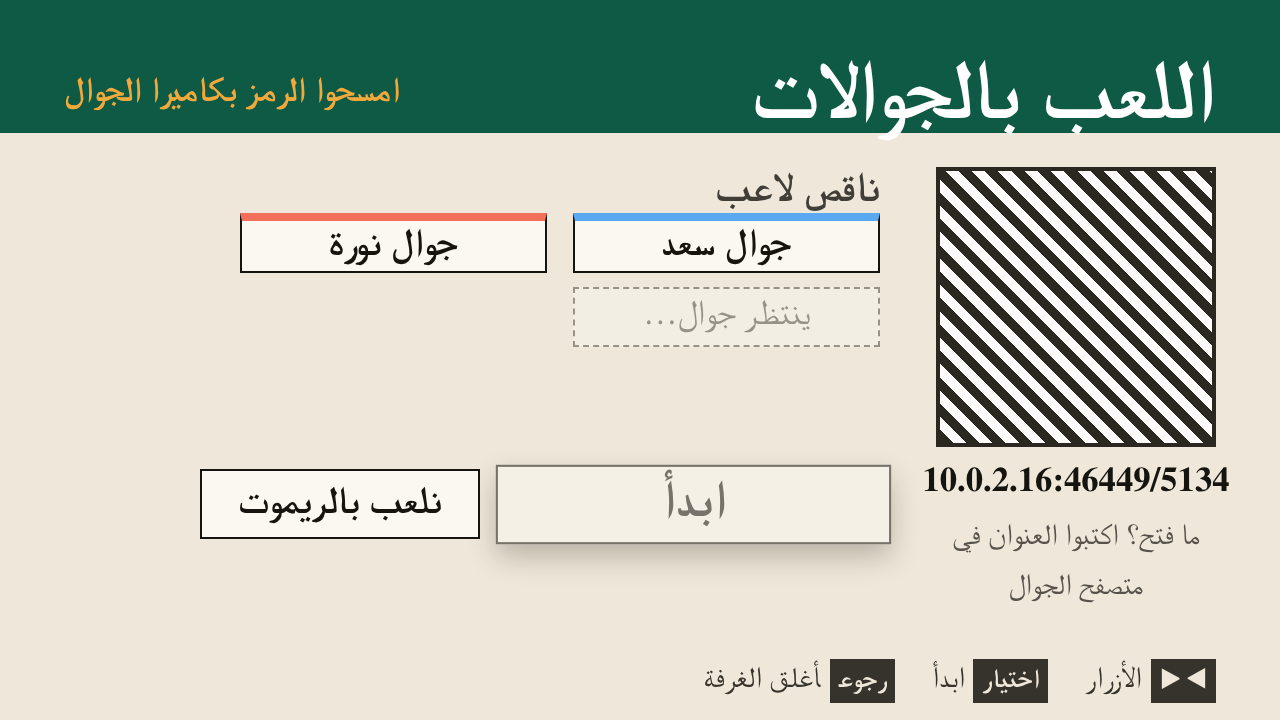 اللعب بالجوالات
امسحوا الرمز بكاميرا الجوال
ناقص لاعب
جوال سعد
جوال نورة
ينتظر جوال...
10.0.2.16:46449/5134
ما فتح؟ اكتبوا العنوان في
متصفح الجوال
ابدأ
نلعب بالريموت
◀▶ الأزرار
اختيار ابدأ
رجوع أغلق الغرفة